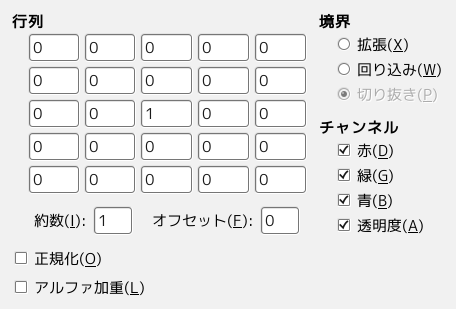 行列
0 0 0 0 0
0 0 0 0 0
0 0 1 0 0
0 0 0 0 0
0 0 0 0 0
約数(I): 1 オフセット(F): 0
正規化(O)
アルファ加重(L)
境界
拡張(X)
回り込み(W)
切り抜き(P)
チャンネル
赤(D)
緑(G)
青(B)
透明度(A)